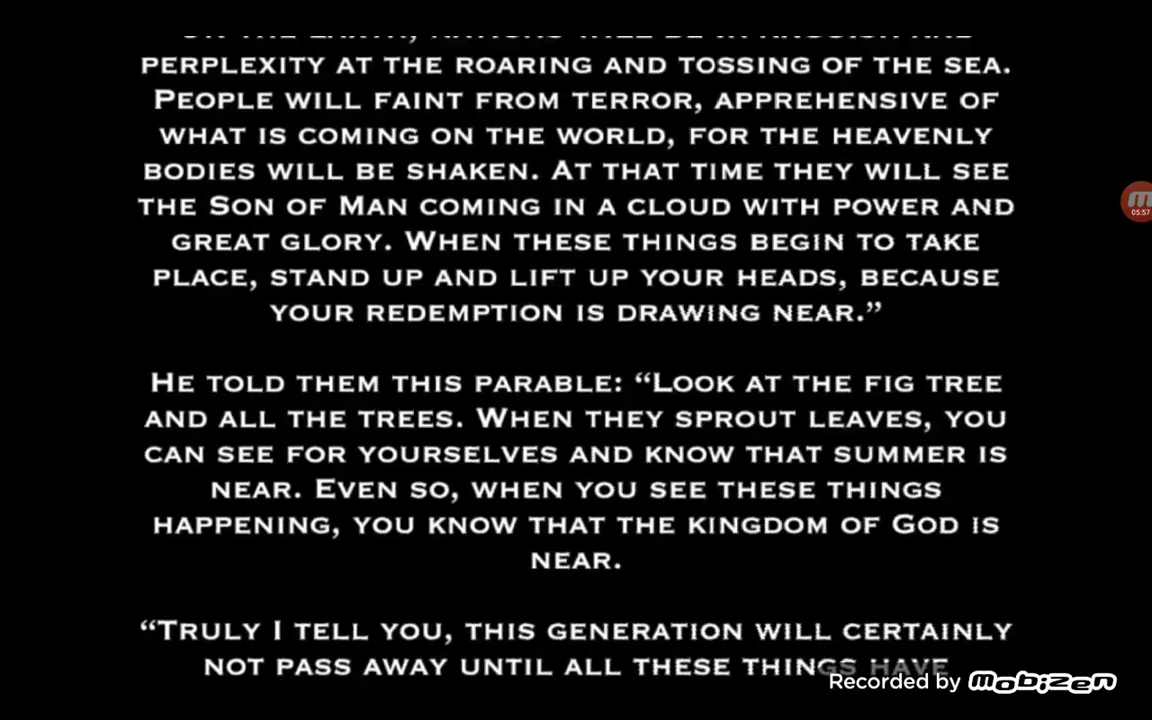 PERPLEXITY AT THE ROARING AND TOSSING OF THE SEA.
PEOPLE WILL FAINT FROM TERROR, APPREHENSIVE OF
WHAT IS COMING ON THE WORLD, FOR THE HEAVENLY
BODIES WILL BE SHAKEN. AT THAT TIME THEY WILL SEE
THE SON OF MAN COMING IN A CLOUD WITH POWER AND
GREAT GLORY. WHEN THESE THINGS BEGIN TO TAKE
PLACE, STAND UP AND LIFT UP YOUR HEADS, BECAUSE
YOUR REDEMPTION IS DRAWING NEAR.”
HE TOLD THEM THIS PARABLE: “LOOK AT THE FIG TREE
AND ALL THE TREES. WHEN THEY SPROUT LEAVES, YOU
CAN SEE FOR YOURSELVES AND KNOW THAT SUMMER IS
NEAR. EVEN SO, WHEN YOU SEE THESE THINGS
HAPPENING, YOU KNOW THAT THE KINGDOM OF GOD IS
NEAR.
“TRULY I TELL YOU, THIS GENERATION WILL CERTAINLY
NOT PASS AWAY UNTIL ALL THESE THINGS HAVE
Recorded by mobizen
05:57